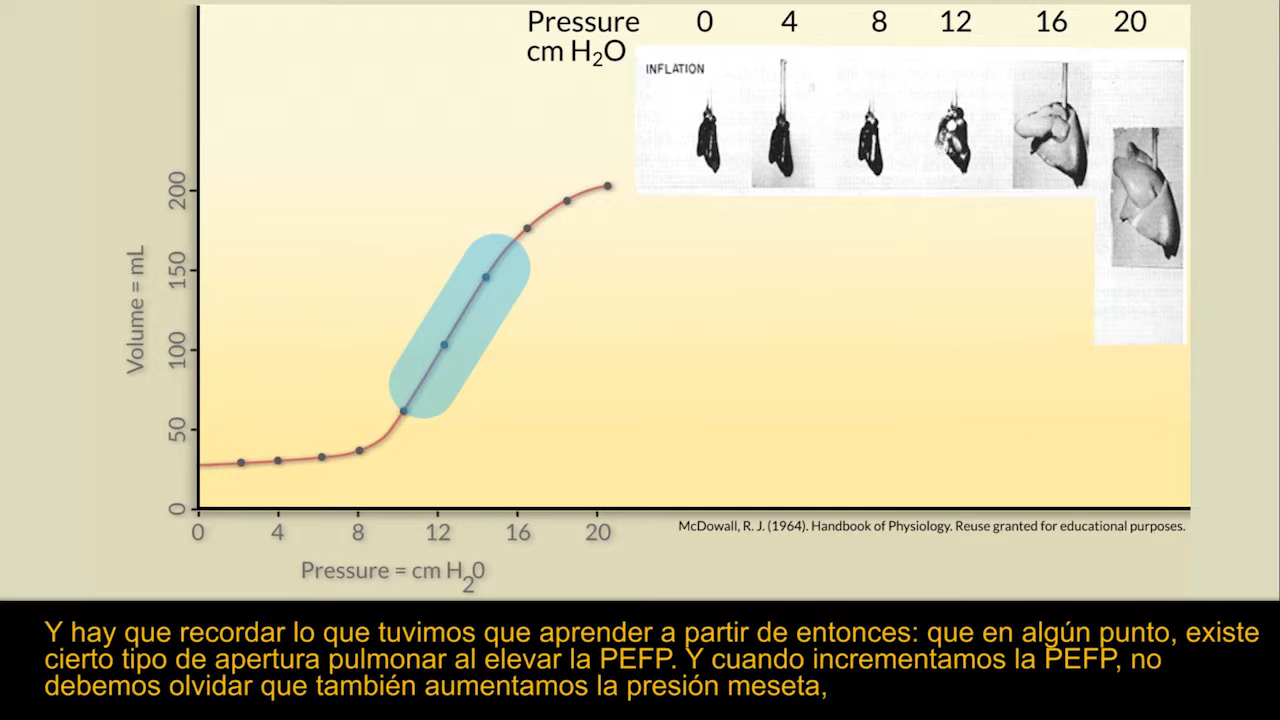 Pressure 0 4 8 12 16 20
cm H2O
INFLATION
200
150
100
50
0
Volume = mL
0 4 8 12 16 20
Pressure = cm H20
McDowall, R. J. (1964). Handbook of Physiology. Reuse granted for educational purposes.
Y hay que recordar lo que tuvimos que aprender a partir de entonces: que en algún punto, existe
cierto tipo de apertura pulmonar al elevar la PEFP. Y cuando incrementamos la PEFP, no
debemos olvidar que también aumentamos la presión meseta,